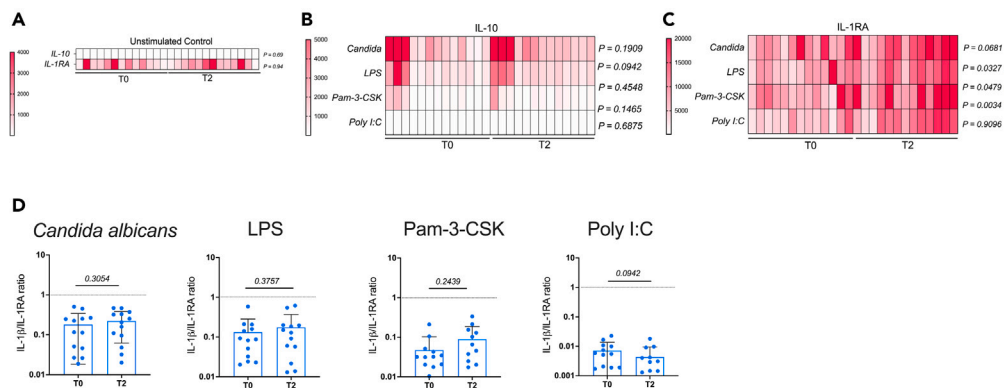 A
Unstimulated Control
4000
3000
2000
1000
0
IL-10
IL-1RA
P = 0.69
P = 0.94
T0
T2
B
IL-10
5000
4000
3000
2000
1000
0
Candida
LPS
Pam-3-CSK
Poly I:C
P = 0.1909
P = 0.0942
P = 0.4548
P = 0.1465
P = 0.6875
T0
T2
C
IL-1RA
20000
15000
10000
5000
Candida
LPS
Pam-3-CSK
Poly I:C
P = 0.0681
P = 0.0327
P = 0.0479
P = 0.0034
P = 0.9096
T0
T2
D
Candida albicans
IL-1β/IL-1RA ratio
10
1
0.1
0.01
0.3054
T0
T2
LPS
IL-1β/IL-1RA ratio
10
1
0.1
0.01
0.3757
T0
T2
Pam-3-CSK
IL-1β/IL-1RA ratio
10
1
0.1
0.01
0.2439
T0
T2
Poly I:C
IL-1β/IL-1RA ratio
10
1
0.1
0.01
0.001
0.0942
T0
T2